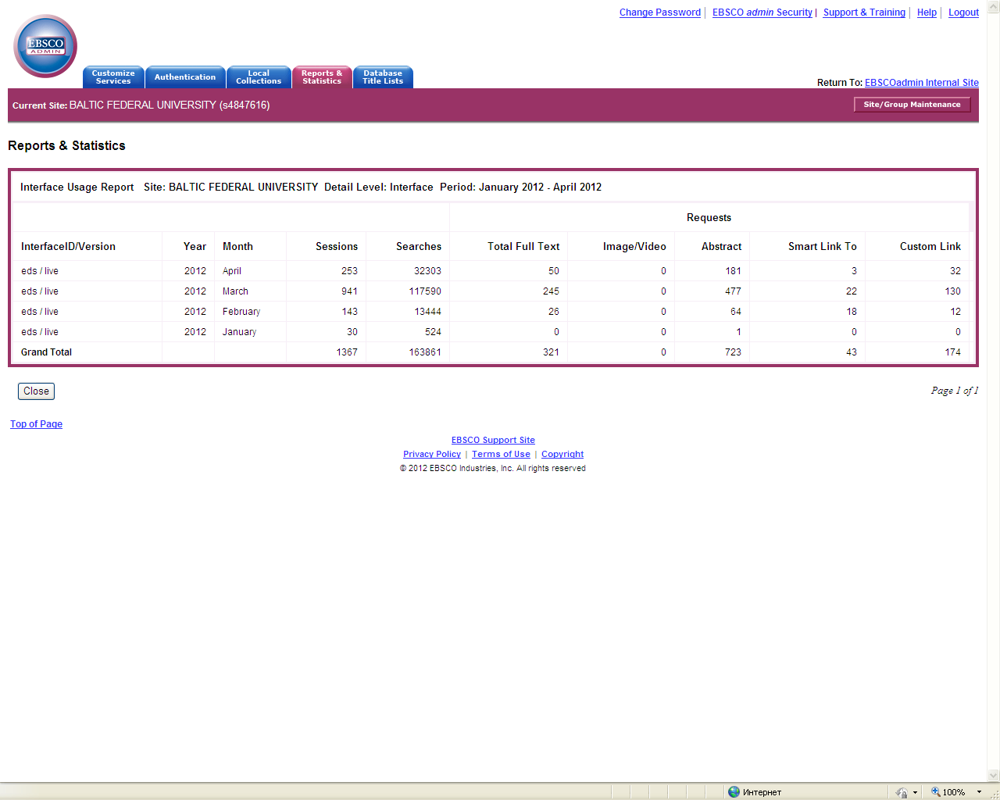 Change Password | EBSCO admin Security | Support & Training | Help | Logout
EBSCO
ADMIN
Customize Services
Authentication
Local Collections
Reports & Statistics
Database Title Lists
Return To: EBSCOadmin Internal Site
Current Site: BALTIC FEDERAL UNIVERSITY (s4847616)
Site/Group Maintenance
Reports & Statistics
Interface Usage Report Site: BALTIC FEDERAL UNIVERSITY Detail Level: Interface Period: January 2012 - April 2012
Requests
InterfaceID/Version Year Month Sessions Searches Total Full Text Image/Video Abstract Smart Link To Custom Link
eds / live 2012 April 253 32303 50 0 181 3 32
eds / live 2012 March 941 117590 245 0 477 22 130
eds / live 2012 February 143 13444 26 0 64 18 12
eds / live 2012 January 30 524 0 0 1 0 0
Grand Total 1367 163861 321 0 723 43 174
Close
Page 1 of 1
Top of Page
EBSCO Support Site
Privacy Policy | Terms of Use | Copyright
© 2012 EBSCO Industries, Inc. All rights reserved
Интернет
100%